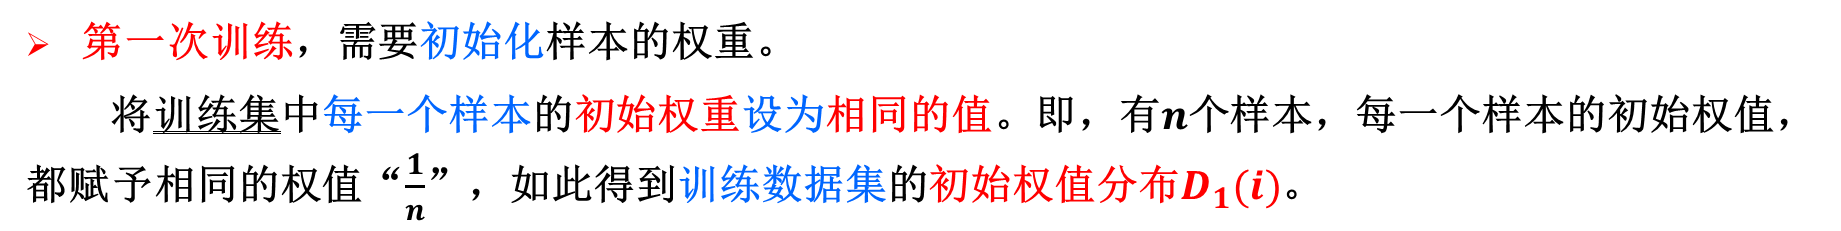 ➢ 第一次训练，需要初始化样本的权重。
将训练集中每一个样本的初始权重设为相同的值。即，有n个样本，每一个样本的初始权值，
都赋予相同的权值“1/n”，如此得到训练数据集的初始权值分布D₁(i)。